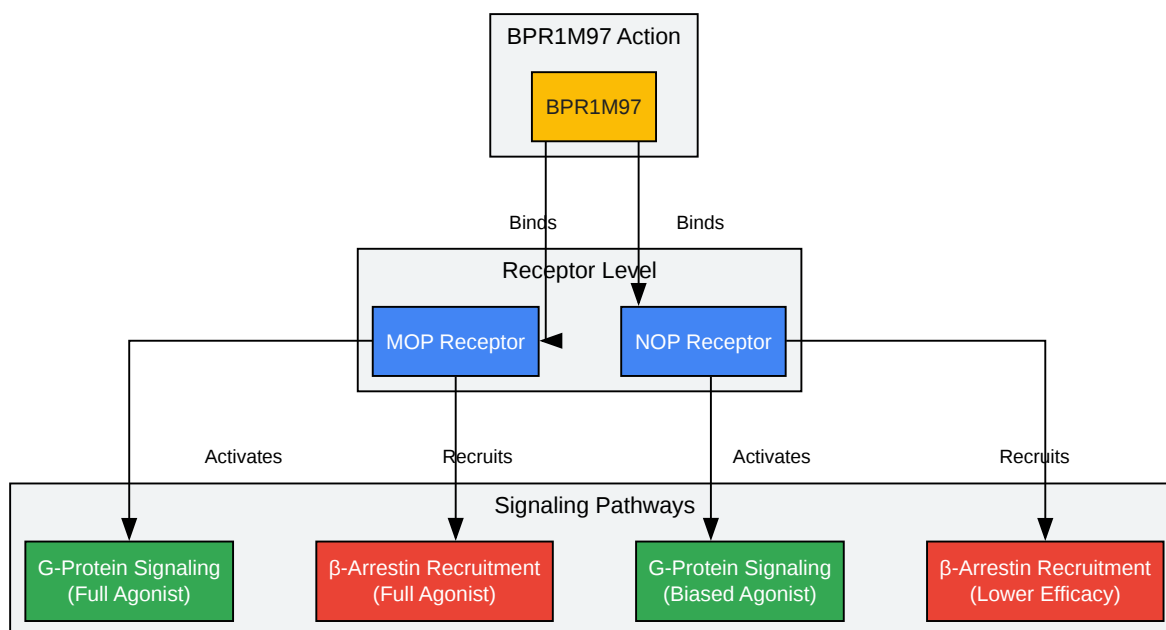 BPR1M97 Action
BPR1M97
Binds
Binds
Receptor Level
MOP Receptor
NOP Receptor
Activates
Recruits
Activates
Recruits
Signaling Pathways
G-Protein Signaling
(Full Agonist)
β-Arrestin Recruitment
(Full Agonist)
G-Protein Signaling
(Biased Agonist)
β-Arrestin Recruitment
(Lower Efficacy)